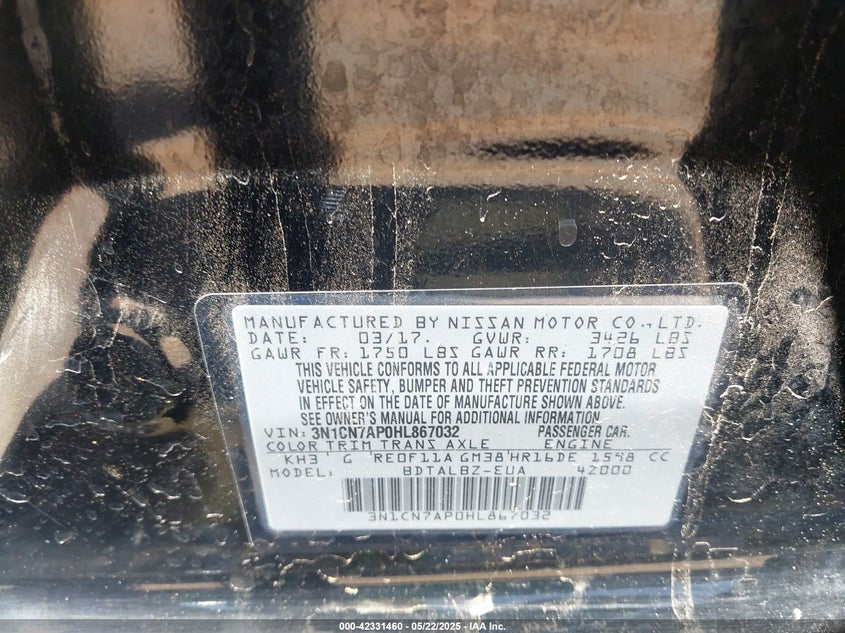 MANUFACTURED BY NISSAN MOTOR CO., LTD.
DATE: 03/17. GVWR: 3426 LBS
GAWR FR: 1750 LBS GAWR RR: 1708 LBS
THIS VEHICLE CONFORMS TO ALL APPLICABLE FEDERAL MOTOR
VEHICLE SAFETY, BUMPER AND THEFT PREVENTION STANDARDS
IN EFFECT ON THE DATE OF MANUFACTURE SHOWN ABOVE.
SEE OWNER'S MANUAL FOR ADDITIONAL INFORMATION.
VIN: 3N1CN7AP0HL867032 PASSENGER CAR.
COLOR TRIM TRANS AXLE ENGINE
KH3 G RE0F11A GM38 HR16DE 1598 CC
MODEL: BDTALBZ-EUA 42000
3N1CN7AP0HL867032
000-42331460 - 05/22/2025 - IAA Inc.